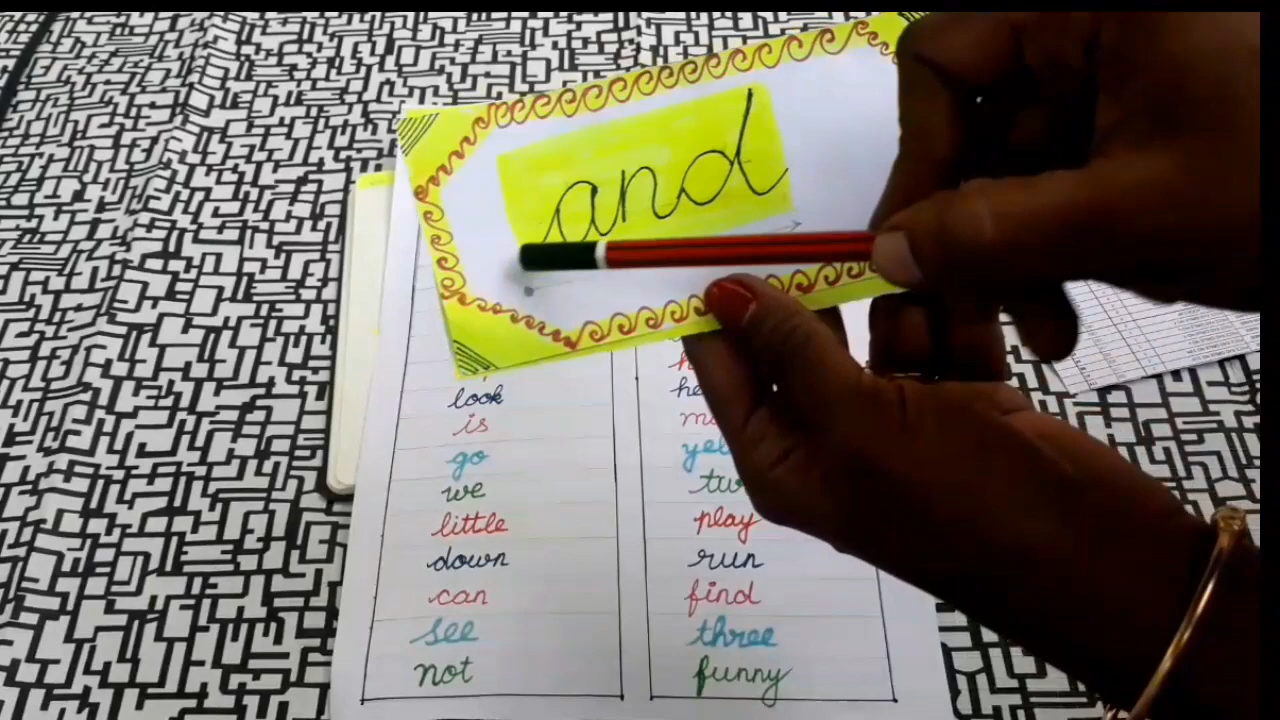 and
look
is
go
we
little
down
can
see
not
play
run
find
three
funny